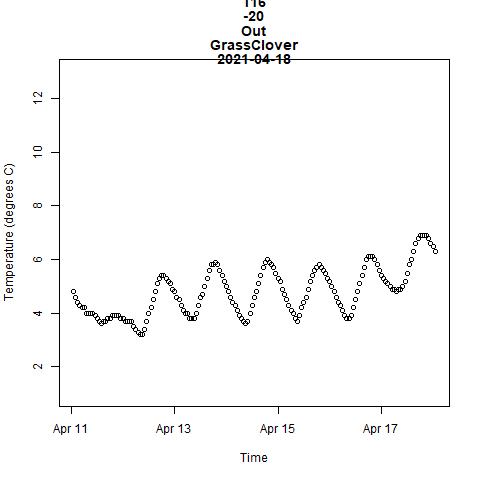 T16
-20
Out
GrassClover
2021-04-18
12
10
8
6
4
2
Temperature (degrees C)
Apr 11
Apr 13
Apr 15
Apr 17
Time